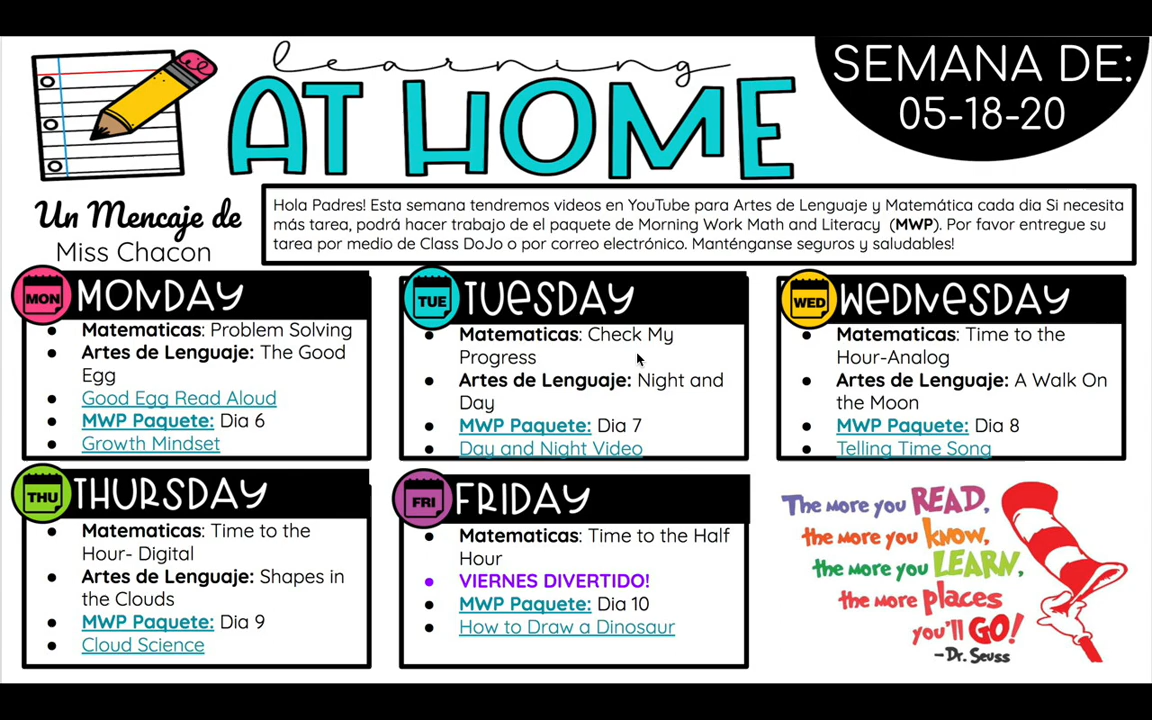 learning
AT HOME
SEMANA DE:
05-18-20
Un Mencaje de
Miss Chacon
Hola Padres! Esta semana tendremos videos en YouTube para Artes de Lenguaje y Matemática cada dia Si necesita
más tarea, podrá hacer trabajo de el paquete de Morning Work Math and Literacy (MWP). Por favor entregue su
tarea por medio de Class DoJo o por correo electrónico. Manténganse seguros y saludables!
MON
MONDAY
● Matematicas: Problem Solving
● Artes de Lenguaje: The Good
Egg
● Good Egg Read Aloud
● MWP Paquete: Dia 6
● Growth Mindset
TUE
TUESDAY
● Matematicas: Check My
Progress
● Artes de Lenguaje: Night and
Day
● MWP Paquete: Dia 7
● Day and Night Video
WED
WEDNESDAY
● Matematicas: Time to the
Hour-Analog
● Artes de Lenguaje: A Walk On
the Moon
● MWP Paquete: Dia 8
● Telling Time Song
THU
THURSDAY
● Matematicas: Time to the
Hour- Digital
● Artes de Lenguaje: Shapes in
the Clouds
● MWP Paquete: Dia 9
● Cloud Science
FRI
FRIDAY
● Matematicas: Time to the Half
Hour
● VIERNES DIVERTIDO!
● MWP Paquete: Dia 10
● How to Draw a Dinosaur
The more you READ,
the more you know,
the more you LEARN,
the more places
you'll GO!
-Dr. Seuss